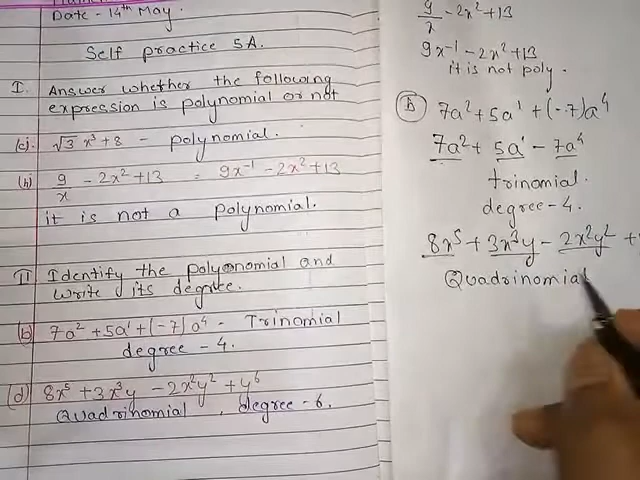 Date - 14th May.
Self practice 5A.
I. Answer whether the following
expression is polynomial or not
(c). √3 x³ + 8 - polynomial.
(h) 9/x - 2x² + 13 = 9x⁻¹ - 2x² + 13
it is not a polynomial.
II Identify the polynomial and
write its degree.
(b) 7a² + 5a¹ + (-7) a⁴ - Trinomial
degree - 4.
(d) 8x⁵ + 3x³y - 2x²y² + y⁶
Quadrinomial , degree - 6.
9/x - 2x² + 13
9x⁻¹ - 2x² + 13
it is not poly.
7a² + 5a¹ + (-7)a⁴
7a² + 5a¹ - 7a⁴
trinomial.
degree - 4.
8x⁵ + 3x³y - 2x²y² +
Quadrinomial